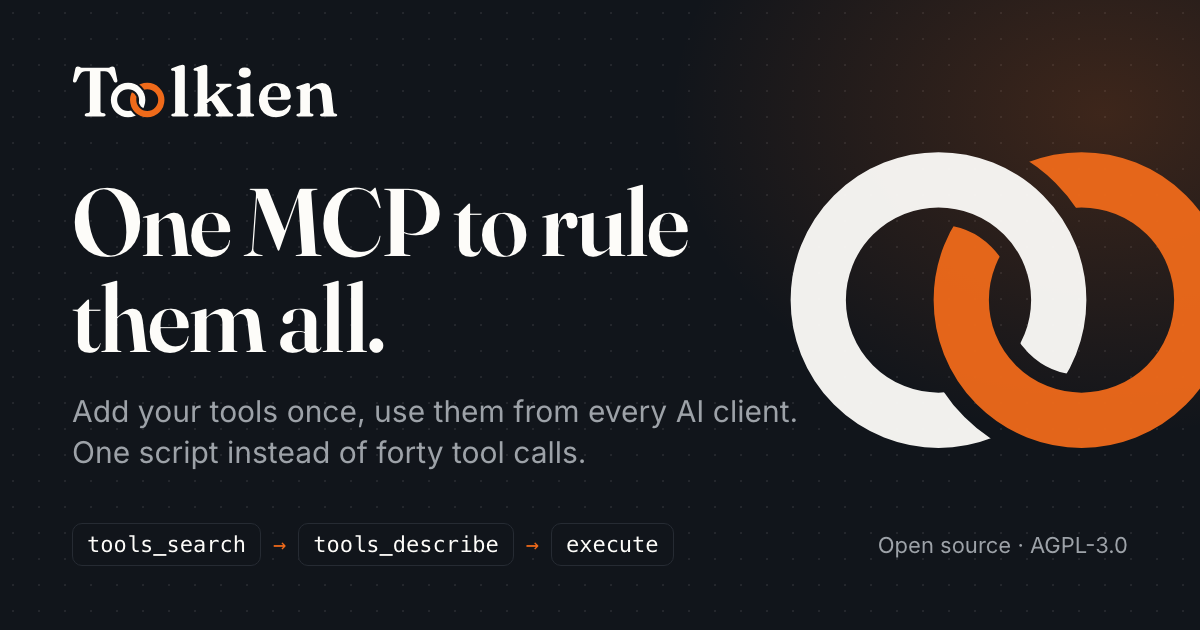 Toolkien
One MCP to rule
them all.
Add your tools once, use them from every AI client.
One script instead of forty tool calls.
tools_search → tools_describe → execute
Open source · AGPL-3.0